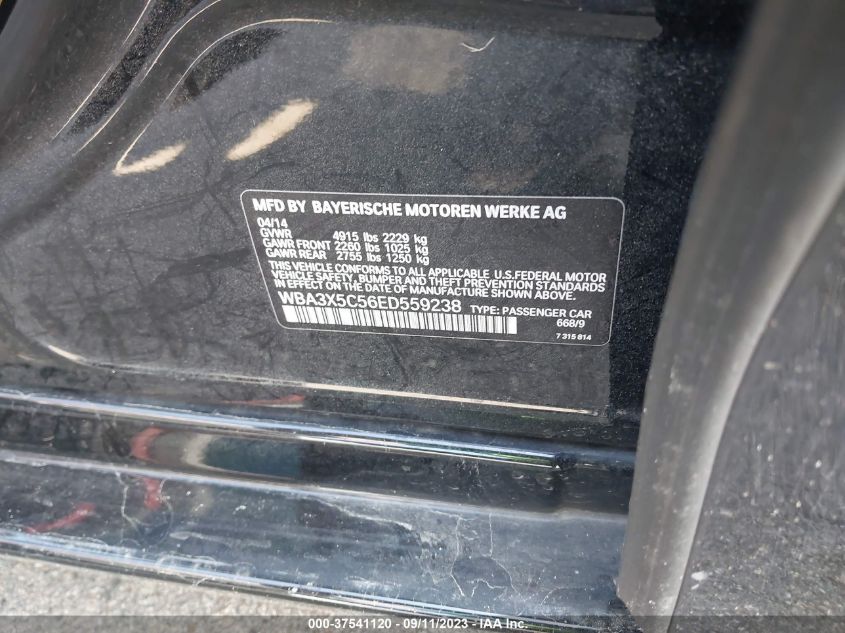 MFD BY BAYERISCHE MOTOREN WERKE AG
04/14
GVWR 4915 lbs 2229 kg
GAWR FRONT 2260 lbs 1025 kg
GAWR REAR 2755 lbs 1250 kg
THIS VEHICLE CONFORMS TO ALL APPLICABLE U.S.FEDERAL MOTOR
VEHICLE SAFETY, BUMPER AND THEFT PREVENTION STANDARDS
IN EFFECT ON THE DATE OF MANUFACTURE SHOWN ABOVE.
WBA3X5C56ED559238 TYPE: PASSENGER CAR
668/9
7 315 814
000-37541120 - 09/11/2023 - IAA Inc.